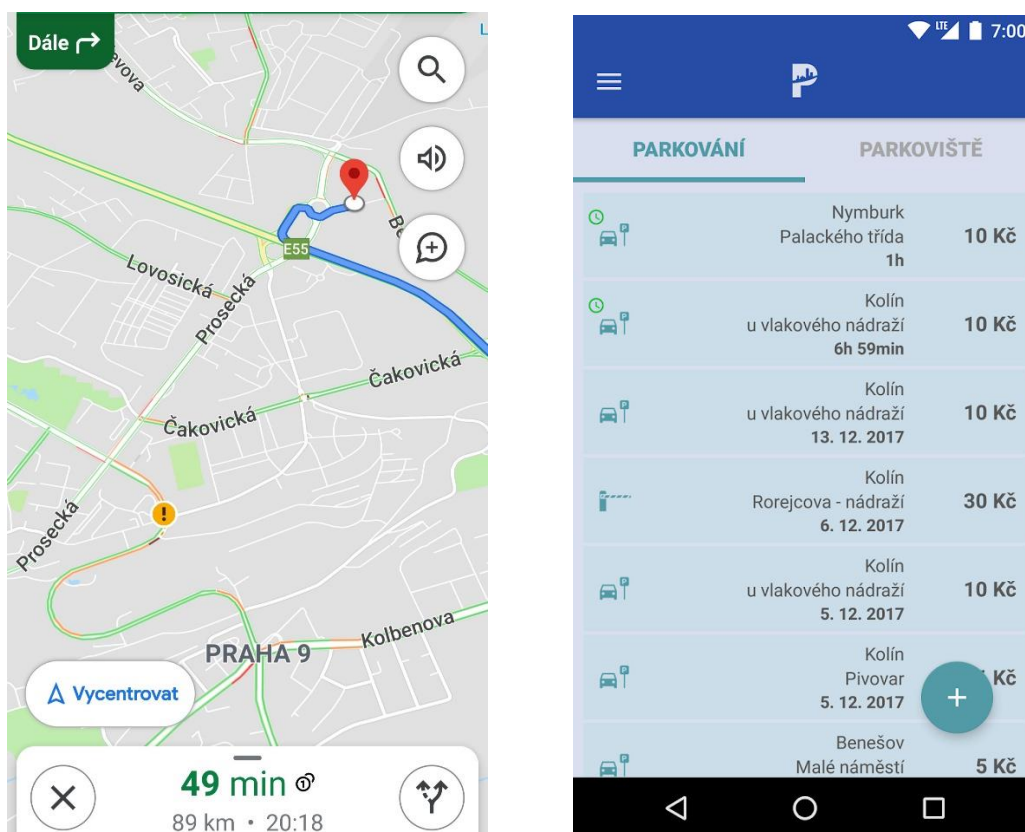 Dále
Lovosická
Prosecká
E55
Čakovická
Čakovická
Prosecká
PRAHA 9
Kolbenova
Vycentrovat
49 min
89 km • 20:18
LTE 7:00
PARKOVÁNÍ PARKOVIŠTĚ
Nymburk
Palackého třída 10 Kč
1h
Kolín
u vlakového nádraží 10 Kč
6h 59min
Kolín
u vlakového nádraží 10 Kč
13. 12. 2017
Kolín
Rorejcova - nádraží 30 Kč
6. 12. 2017
Kolín
u vlakového nádraží 10 Kč
5. 12. 2017
Kolín
Pivovar Kč
5. 12. 2017
Benešov
Malé náměstí 5 Kč